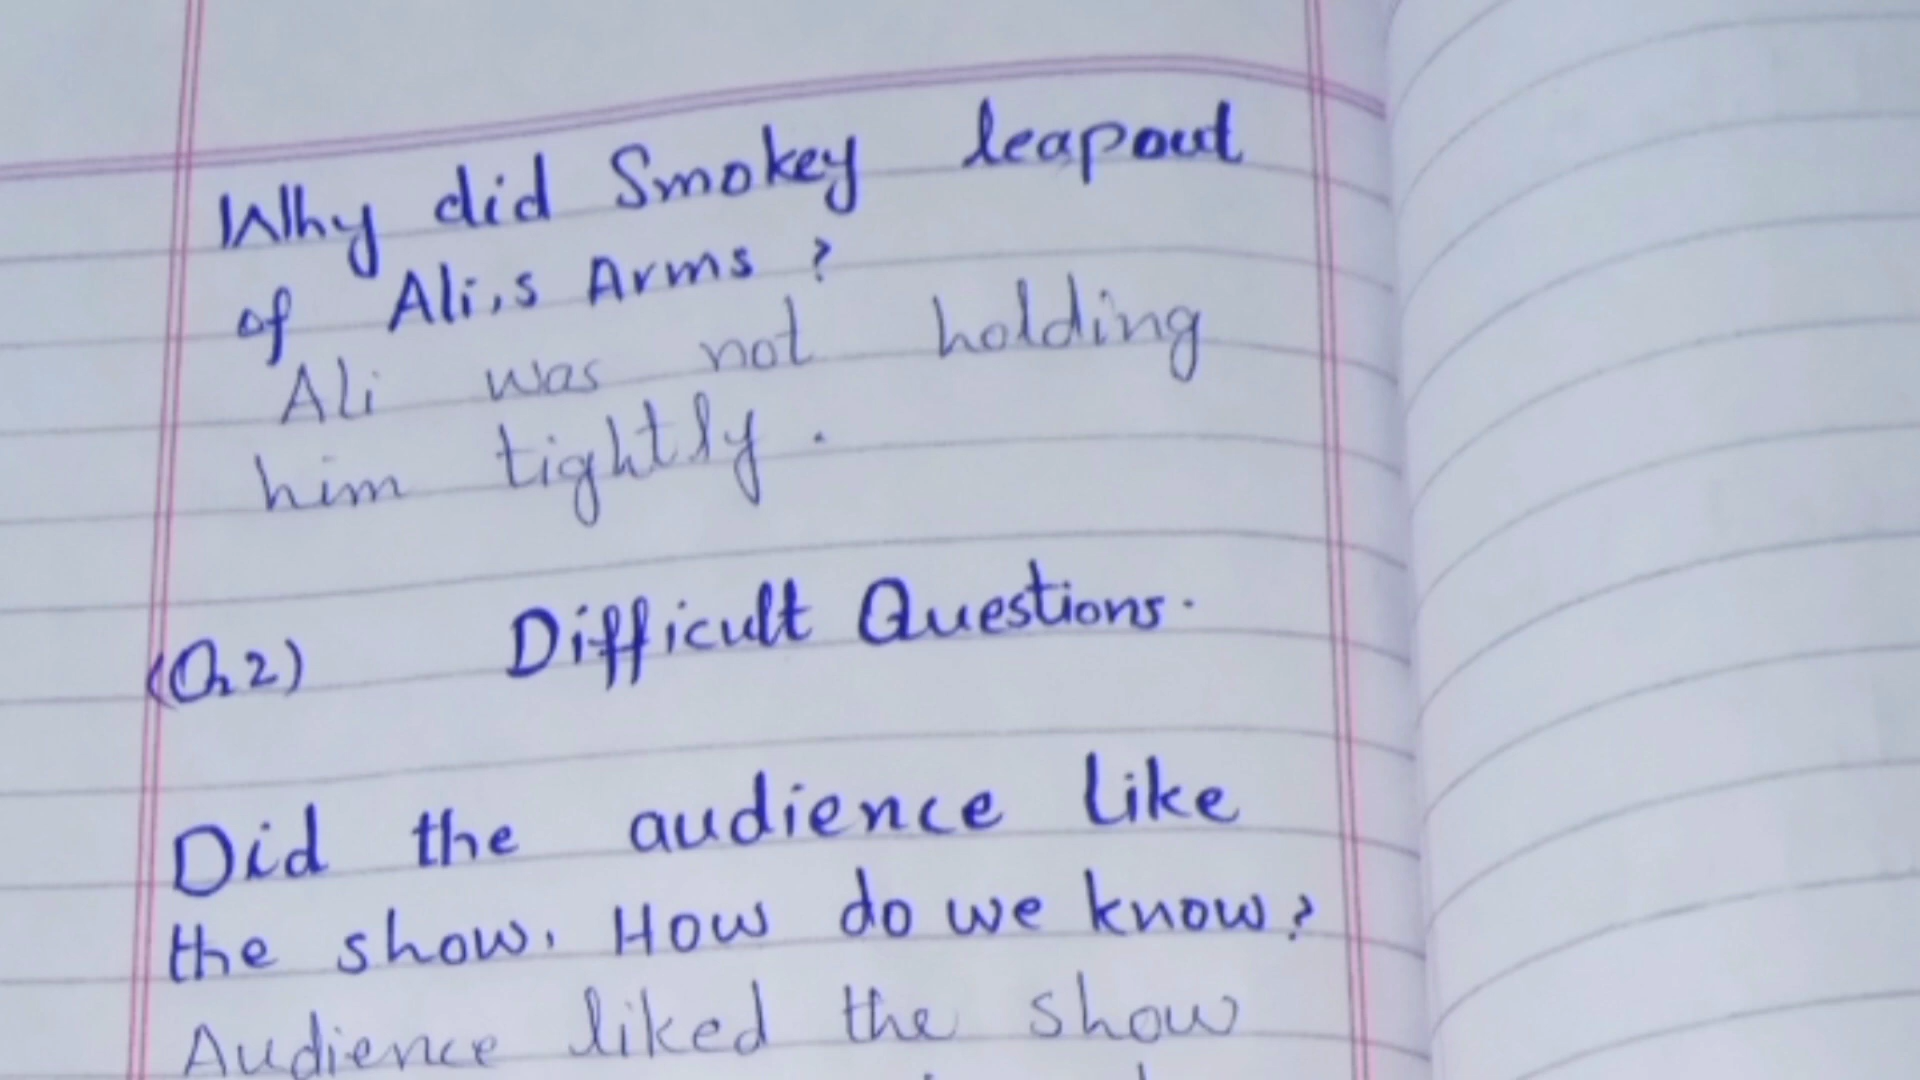 Why did Smokey leapout
of Ali,s Arms ?
Ali was not holding
him tightly .
(Q2) Difficult Questions.
Did the audience like
the show. How do we know?
Audience liked the show